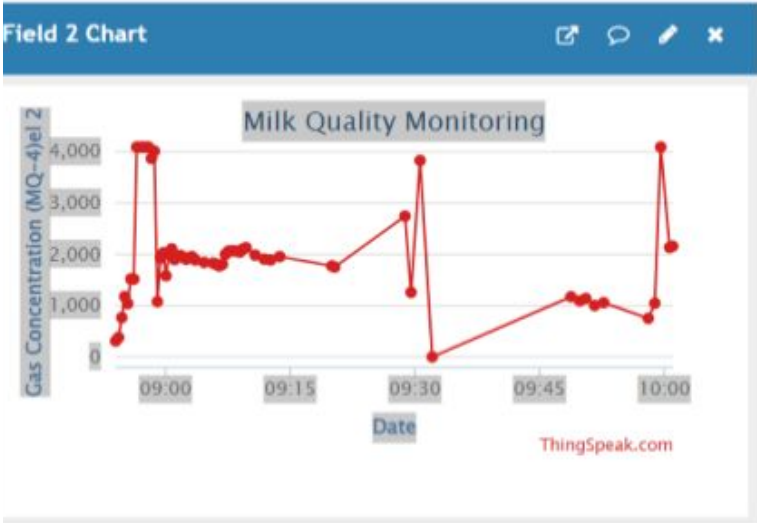 Field 2 Chart
Milk Quality Monitoring
Gas Concentration (MQ-4)el 2
4,000
3,000
2,000
1,000
0
09:00 09:15 09:30 09:45 10:00
Date
ThingSpeak.com